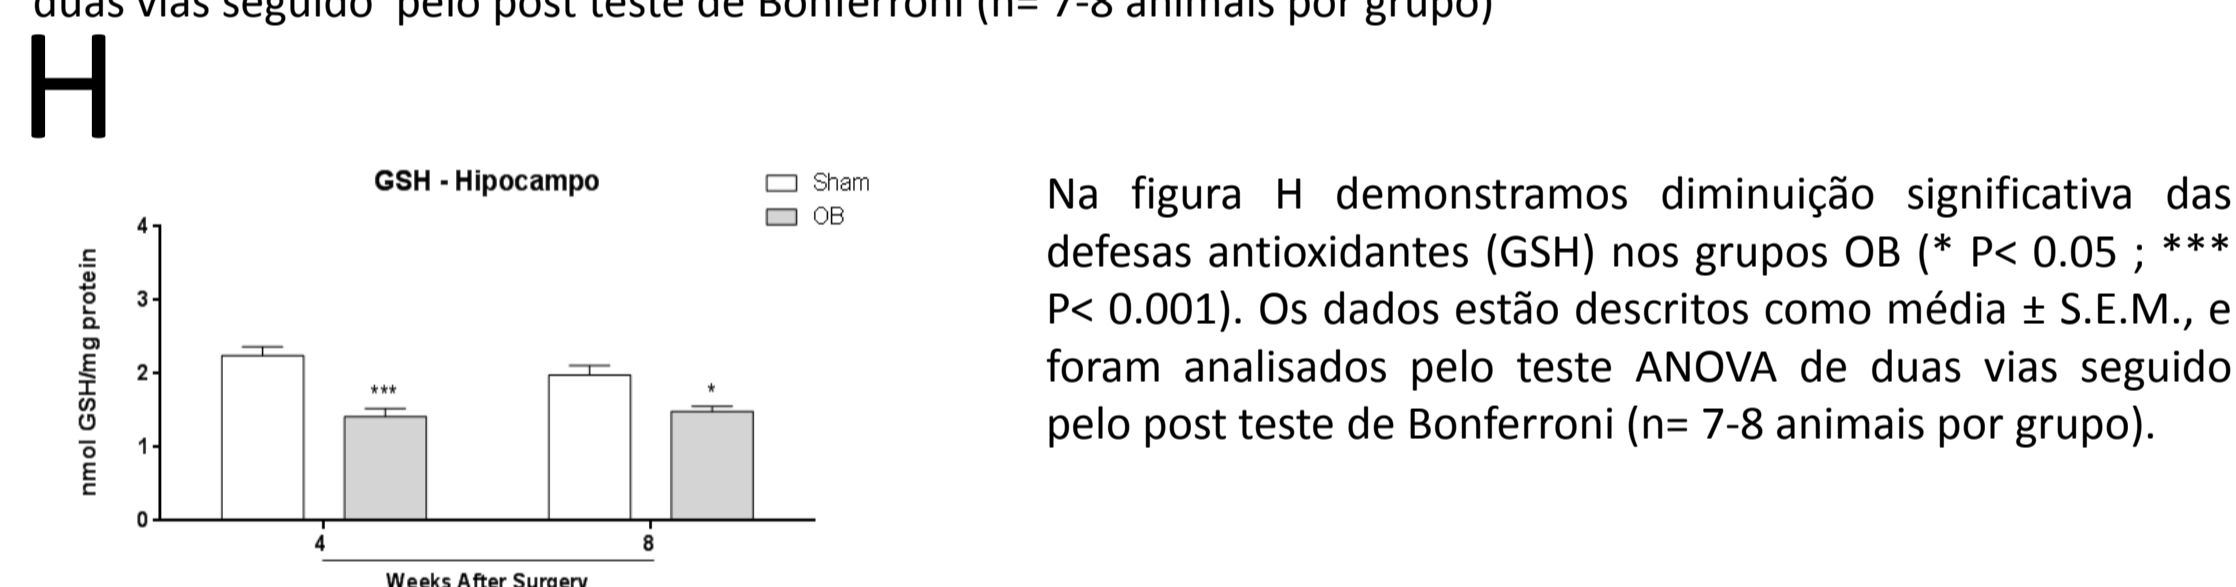 duas vias seguido pelo post teste de Bonferroni (n= 7-8 animais por grupo)
H
GSH - Hipocampo
Sham
OB
4
3
2
1
0
nmol GSH/mg protein
***
*
4
8
Weeks After Surgery
Na figura H demonstramos diminuição significativa das
defesas antioxidantes (GSH) nos grupos OB (* P< 0.05 ; ***
P< 0.001). Os dados estão descritos como média ± S.E.M., e
foram analisados pelo teste ANOVA de duas vias seguido
pelo post teste de Bonferroni (n= 7-8 animais por grupo).